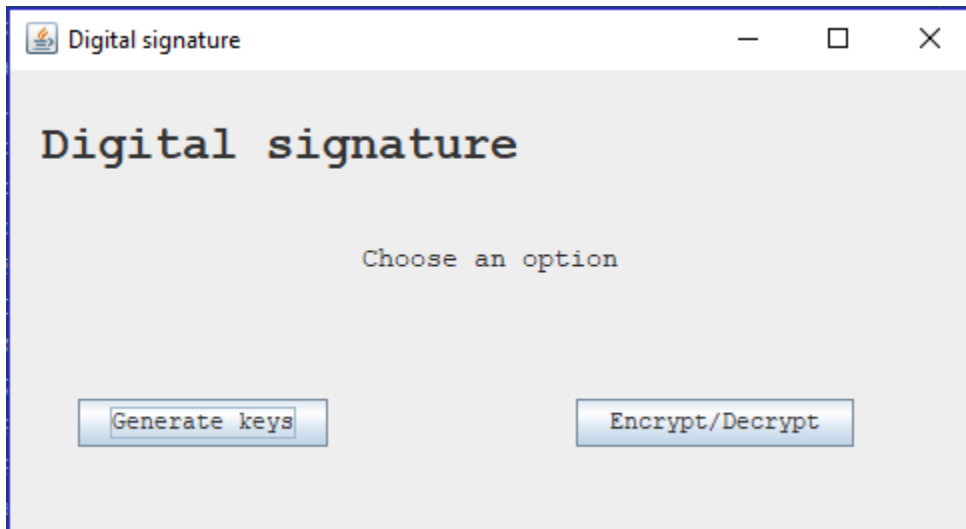 Digital signature
Digital signature
Choose an option
Generate keys
Encrypt/Decrypt